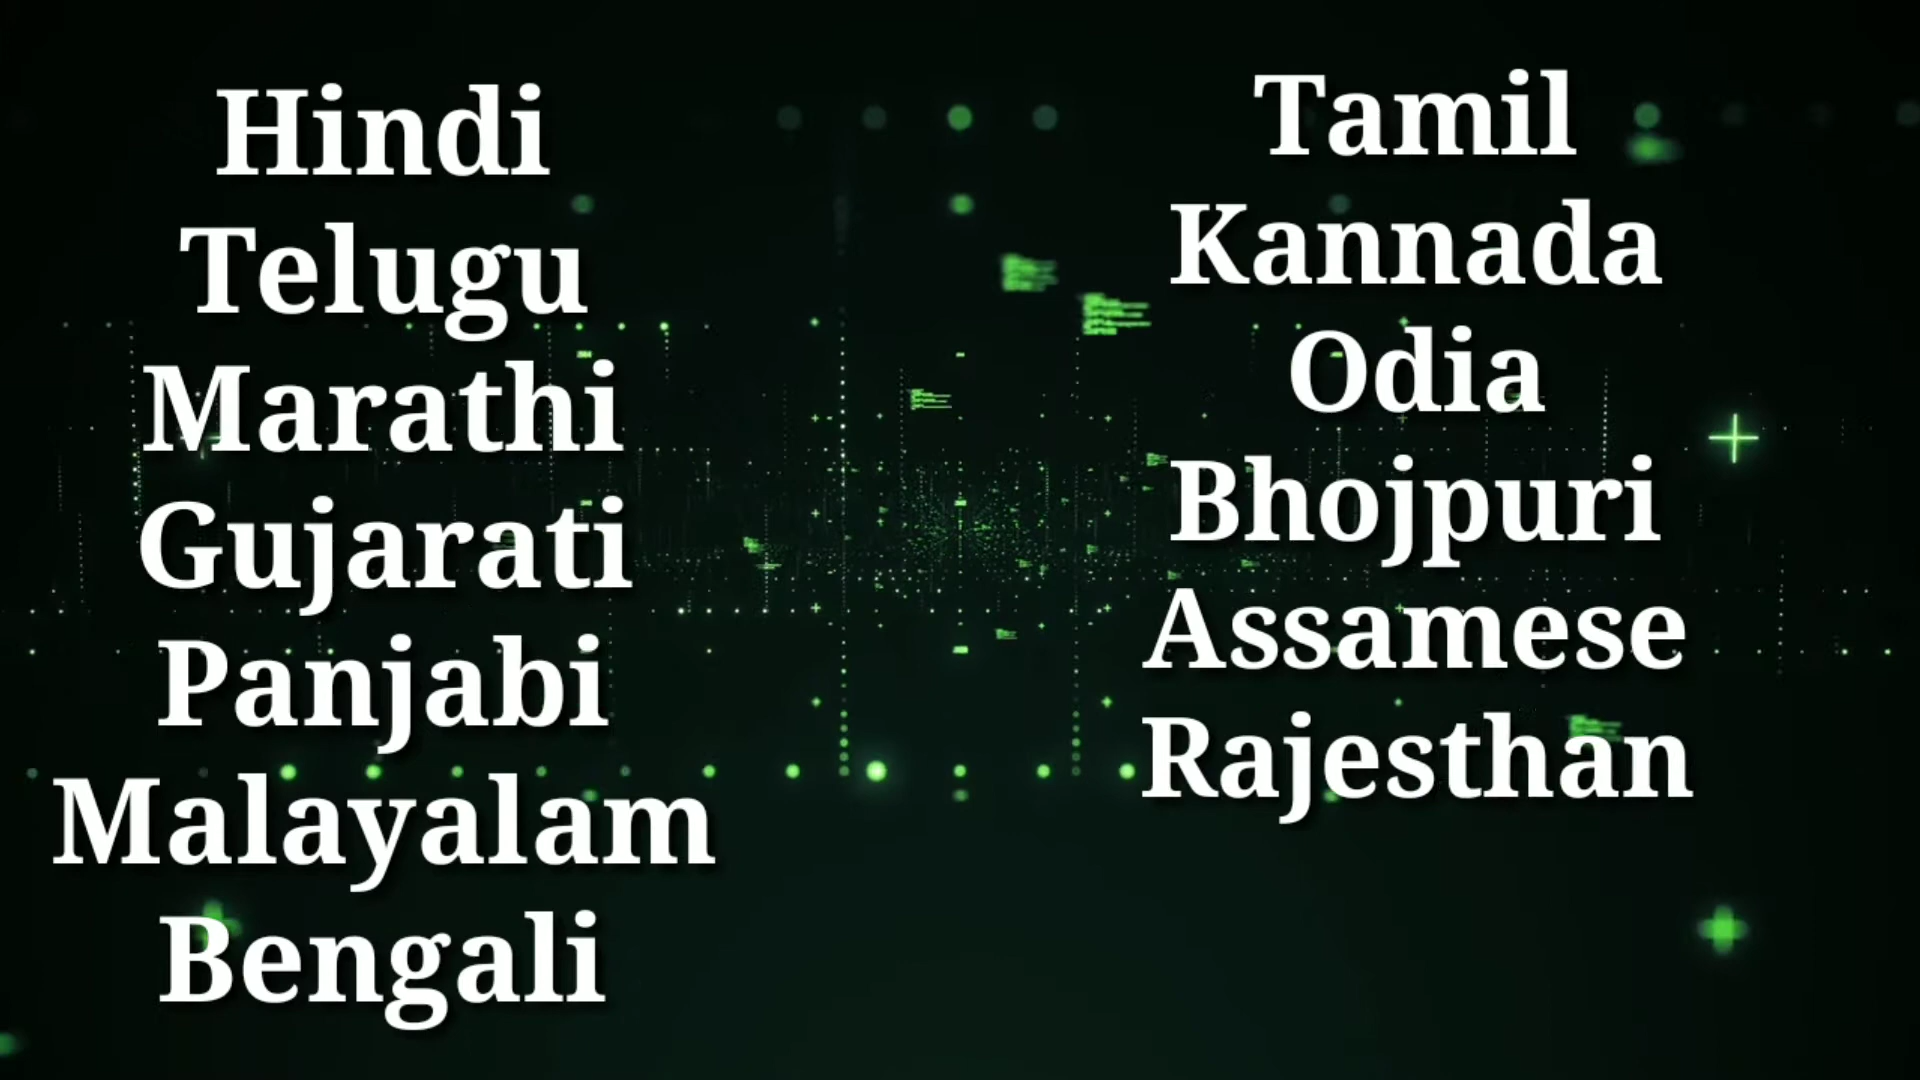 Hindi
Telugu
Marathi
Gujarati
Panjabi
Malayalam
Bengali
Tamil
Kannada
Odia
Bhojpuri
Assamese
Rajesthan